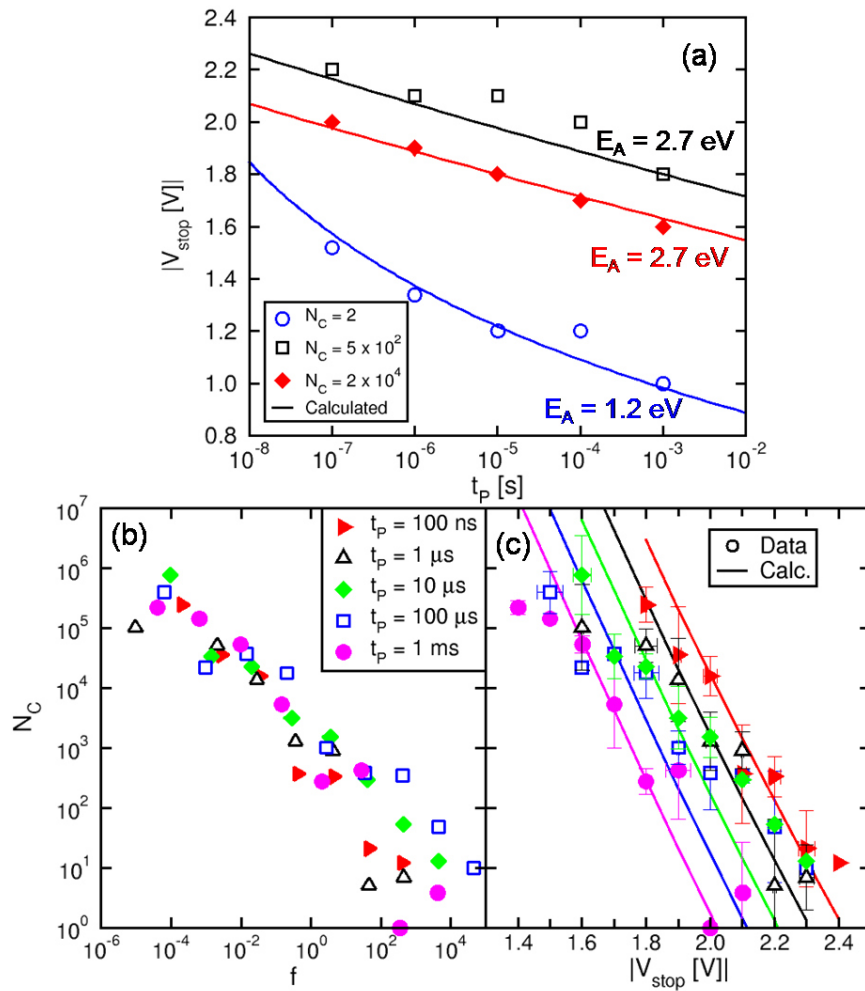 (a)
2.2
2.0
1.8
1.6
1.4
1.2
1.0
0.8
|V_stop [V]|
E_A = 2.7 eV
E_A = 2.7 eV
E_A = 1.2 eV
N_C = 2
N_C = 5 x 10^2
N_C = 2 x 10^4
Calculated
10^-8 10^-7 10^-6 10^-5 10^-4 10^-3 10^-2
t_P [s]
(b)
10^7
10^6
10^5
10^4
10^3
10^2
10^1
10^0
N_C
t_P = 100 ns
t_P = 1 µs
t_P = 10 µs
t_P = 100 µs
t_P = 1 ms
10^-6 10^-4 10^-2 10^0 10^2 10^4
f
(c)
Data
Calc.
1.4 1.6 1.8 2.0 2.2 2.4
|V_stop [V]|